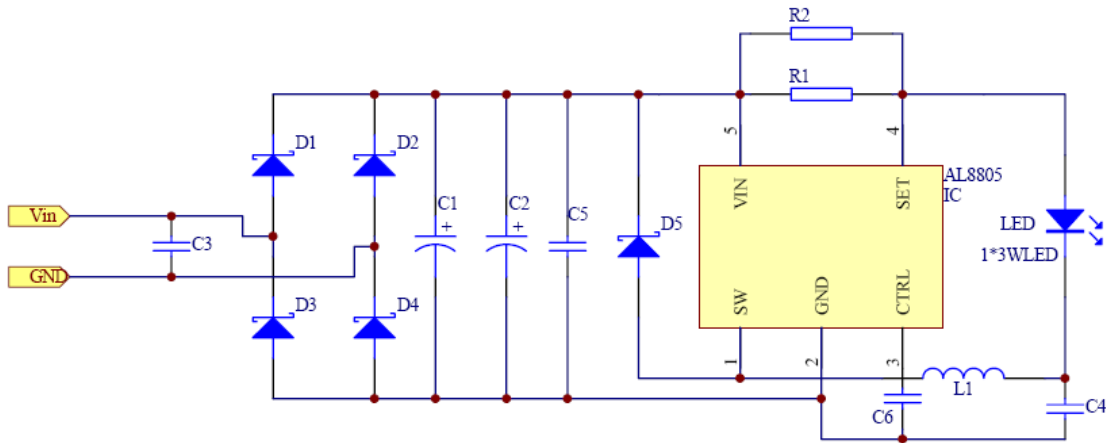 R2
R1
D1
D2
5
4
AL8805
IC
VIN
SET
Vin
C3
C1
+
C2
+
C5
D5
LED
1*3WLED
GND
D3
D4
SW
GND
CTRL
1
2
3
L1
C6
C4